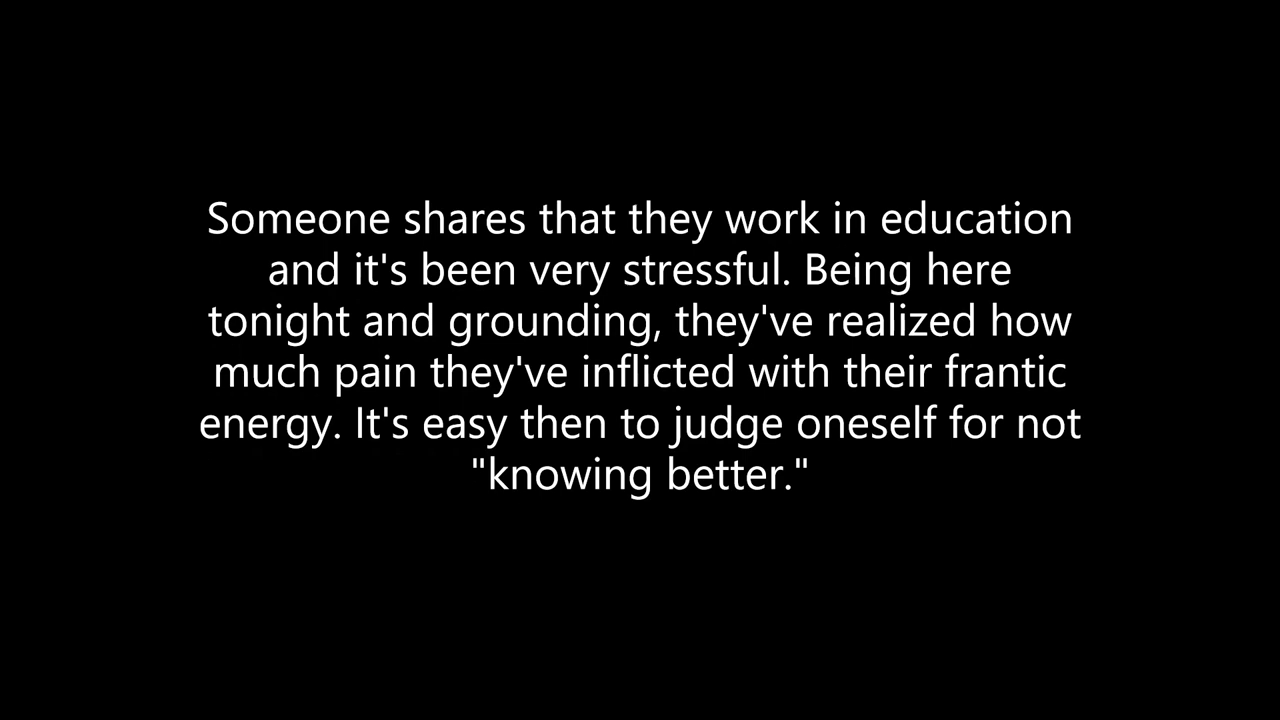 Someone shares that they work in education
and it's been very stressful. Being here
tonight and grounding, they've realized how
much pain they've inflicted with their frantic
energy. It's easy then to judge oneself for not
"knowing better."